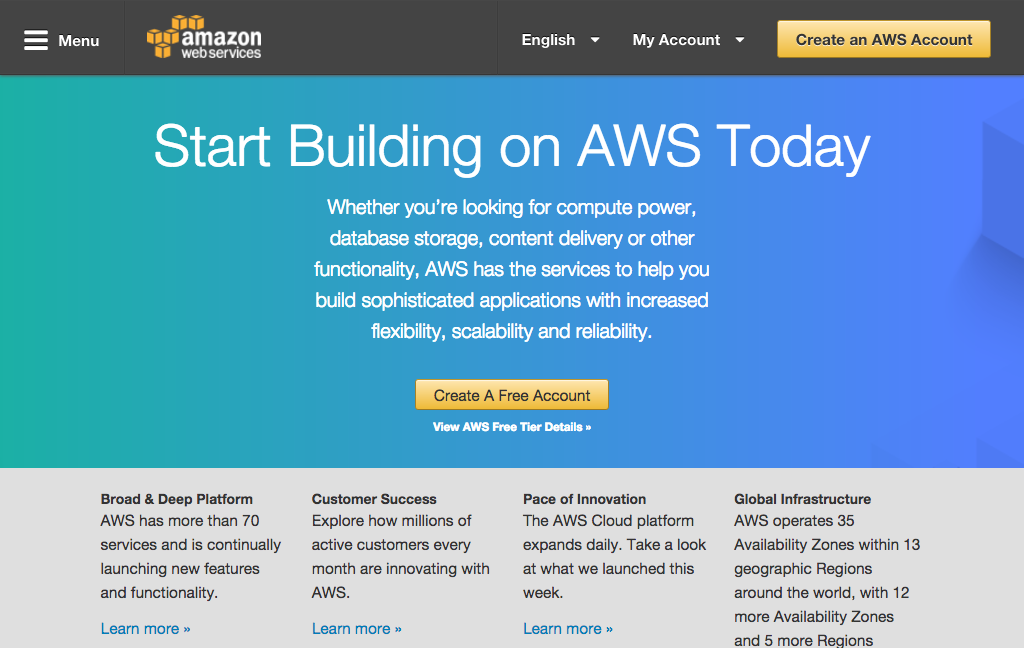 Menu
amazon
web services
English
My Account
Create an AWS Account
Start Building on AWS Today
Whether you’re looking for compute power,
database storage, content delivery or other
functionality, AWS has the services to help you
build sophisticated applications with increased
flexibility, scalability and reliability.
Create A Free Account
View AWS Free Tier Details »
Broad & Deep Platform
AWS has more than 70
services and is continually
launching new features
and functionality.
Learn more »
Customer Success
Explore how millions of
active customers every
month are innovating with
AWS.
Learn more »
Pace of Innovation
The AWS Cloud platform
expands daily. Take a look
at what we launched this
week.
Learn more »
Global Infrastructure
AWS operates 35
Availability Zones within 13
geographic Regions
around the world, with 12
more Availability Zones
and 5 more Regions